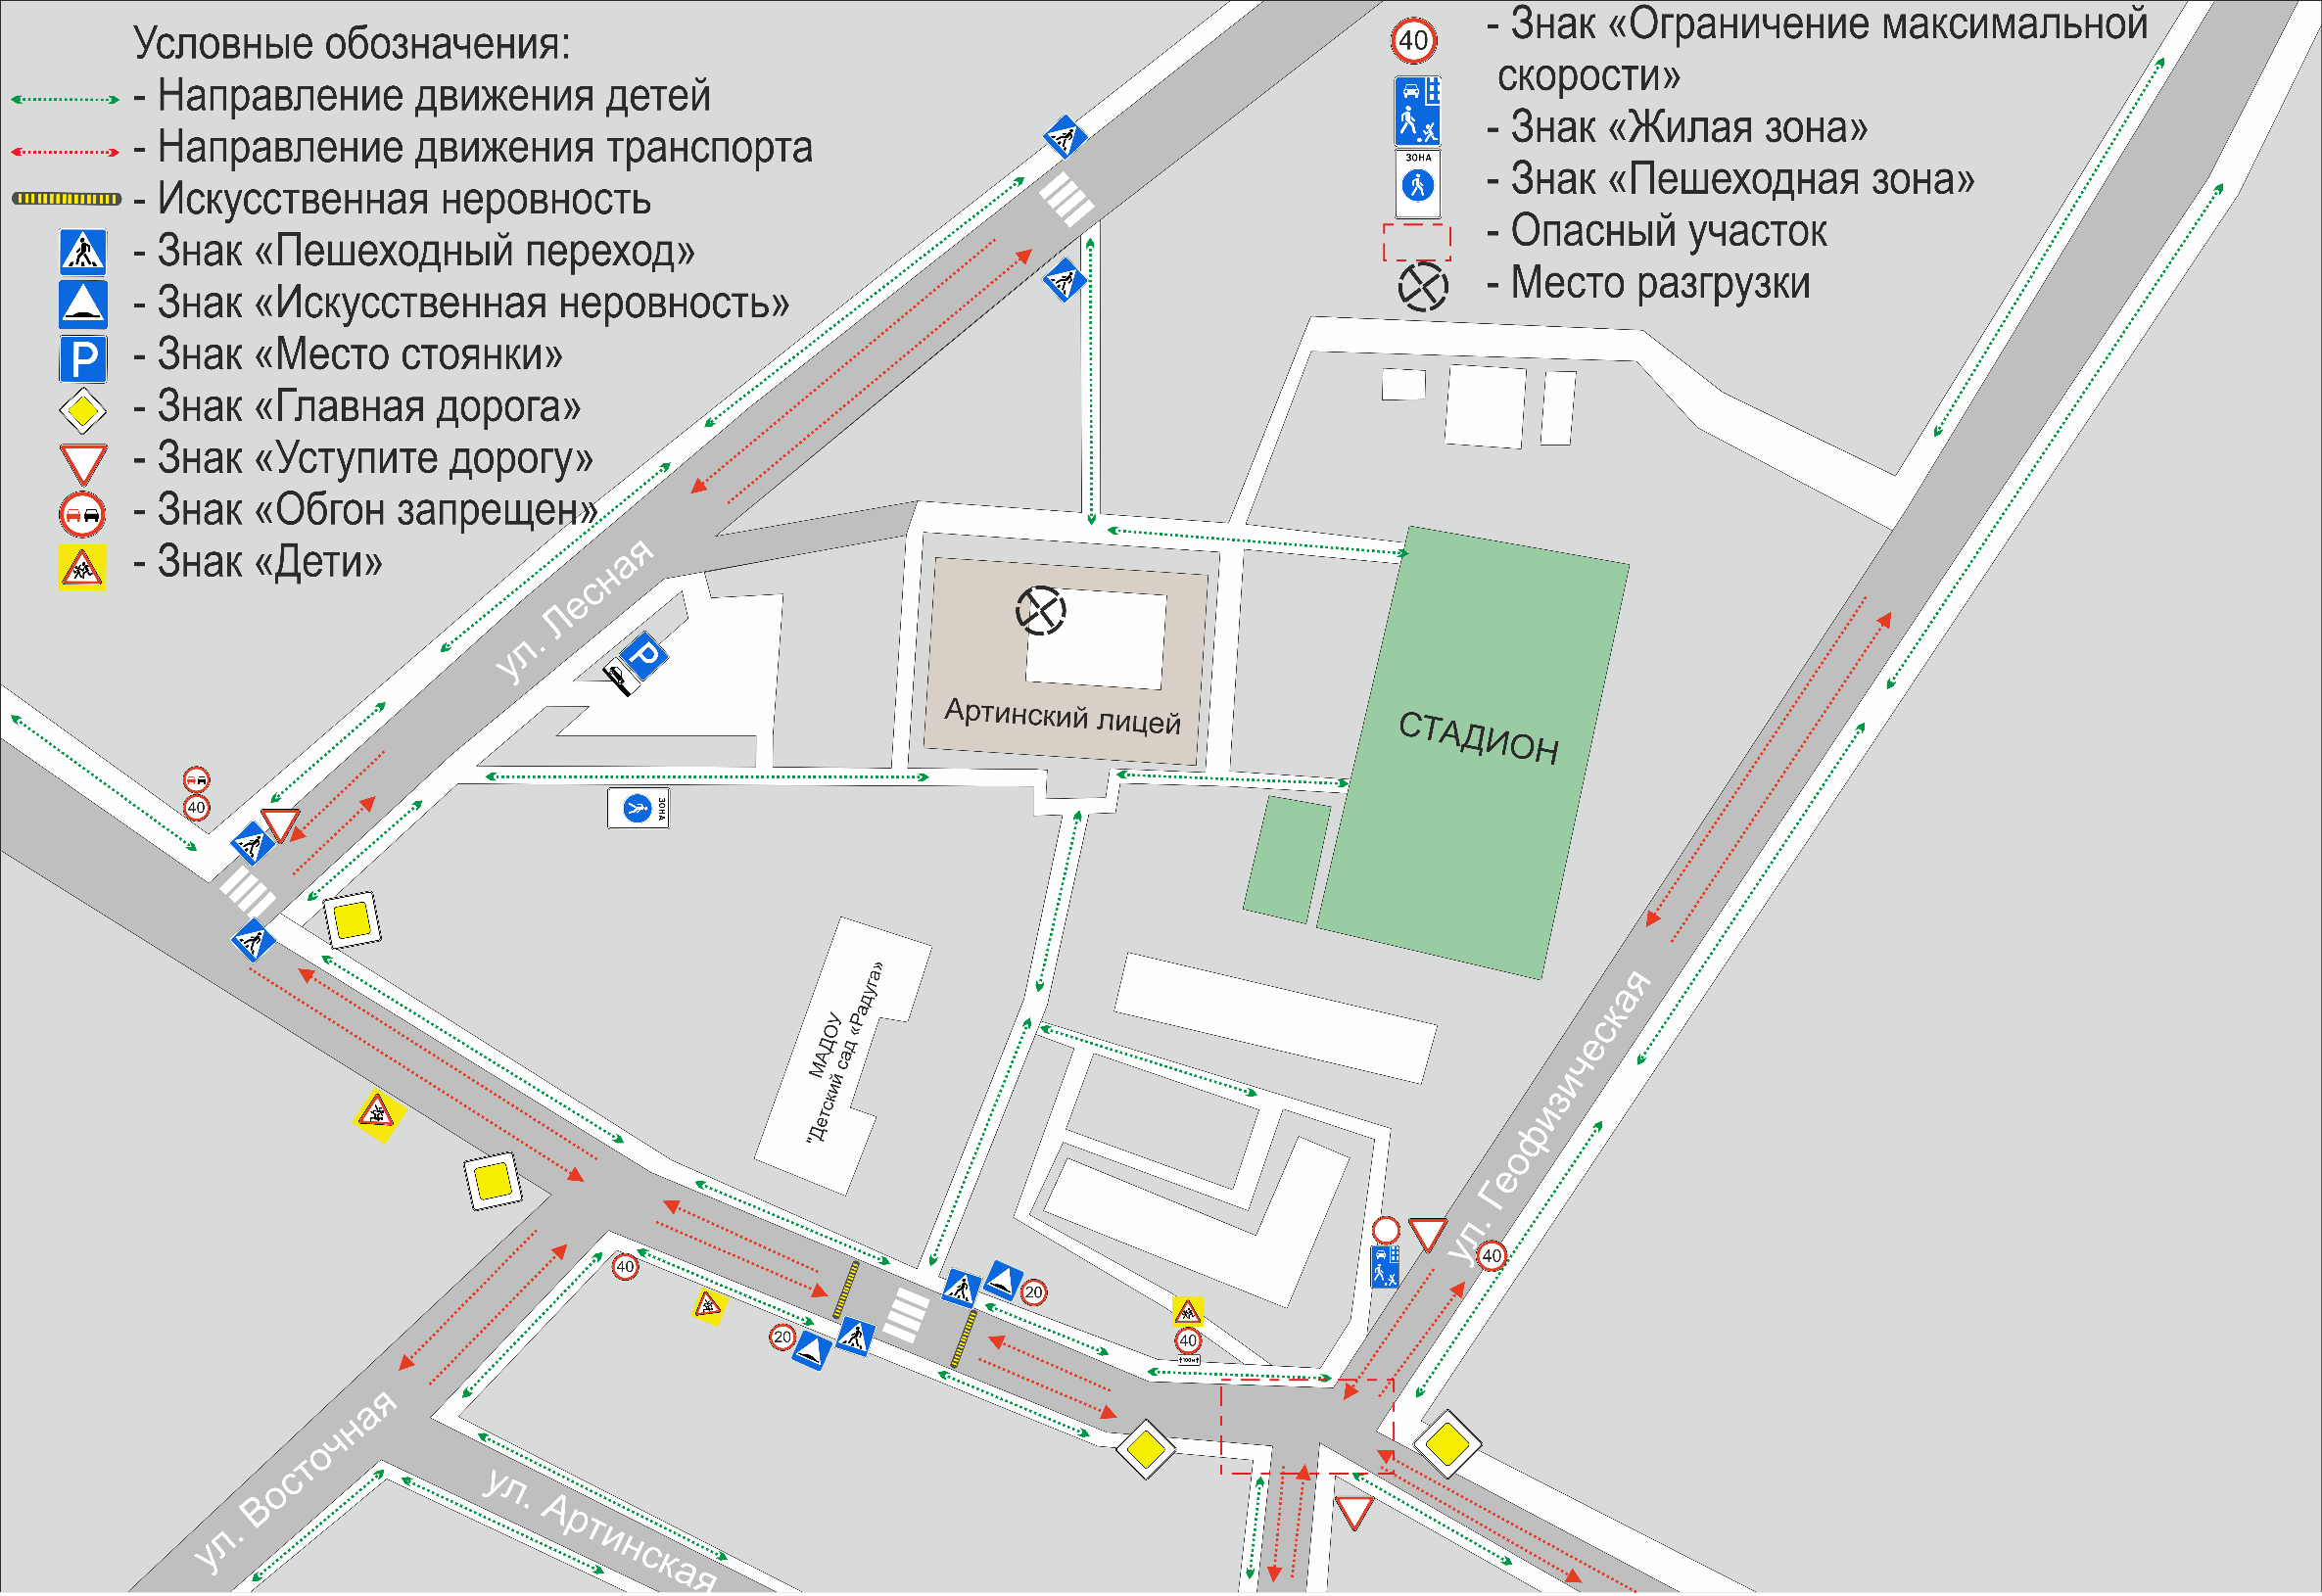 Условные обозначения:
- Направление движения детей
- Направление движения транспорта
- Искусственная неровность
- Знак «Пешеходный переход»
- Знак «Искусственная неровность»
P
- Знак «Место стоянки»
- Знак «Главная дорога»
- Знак «Уступите дорогу»
- Знак «Обгон запрещен»
- Знак «Дети»
40
- Знак «Ограничение максимальной
скорости»
- Знак «Жилая зона»
ЗОНА
- Знак «Пешеходная зона»
- Опасный участок
- Место разгрузки
ул. Лесная
P
Артинский лицей
СТАДИОН
40
ЗОНА
МАДОУ
"Детский сад «Радуга»
ул. Геофизическая
40
40
20
20
40
ул. Восточная
ул. Артинская